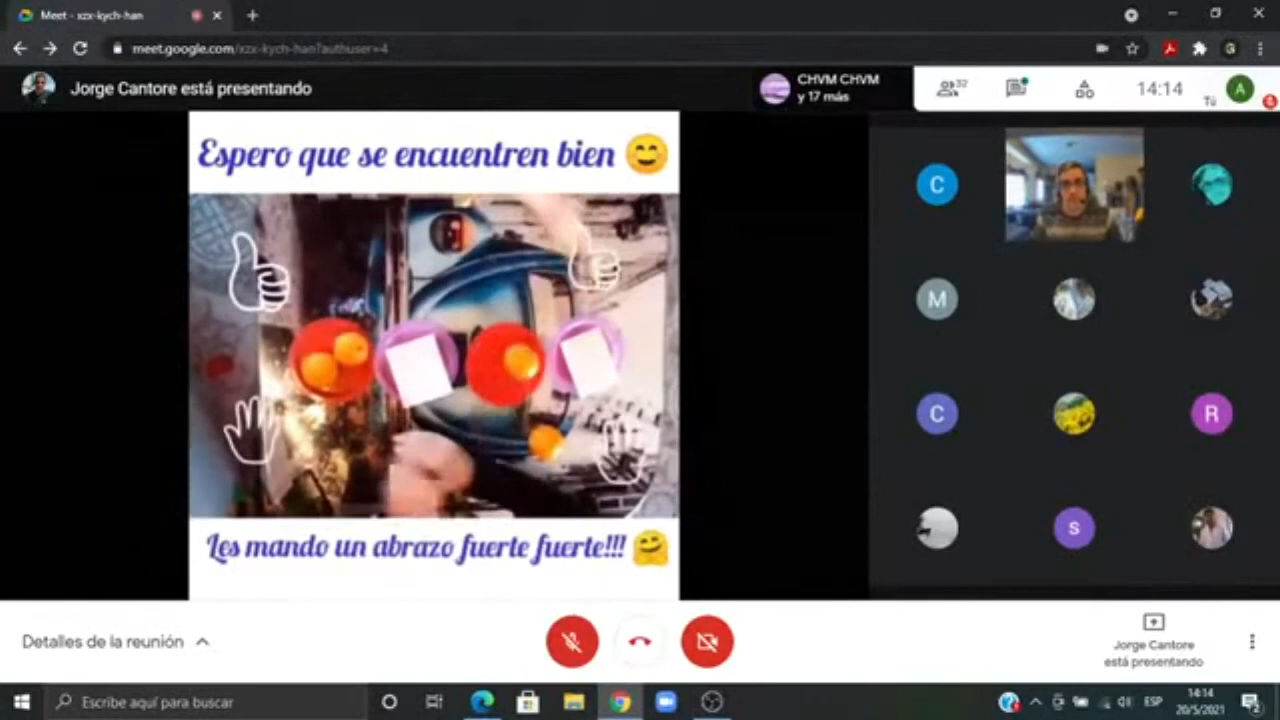 Meet - xzx-kych-han
meet.google.com/xzx-kych-han?authuser=4
Jorge Cantore está presentando
CHVM CHVM
y 17 más
32
14:14
Tú
A
Espero que se encuentren bien 😊
C
M
C
R
S
Les mando un abrazo fuerte fuerte!!! 🤗
Detalles de la reunión
Jorge Cantore
está presentando
Escribe aquí para buscar
ESP
14:14
20/5/2021